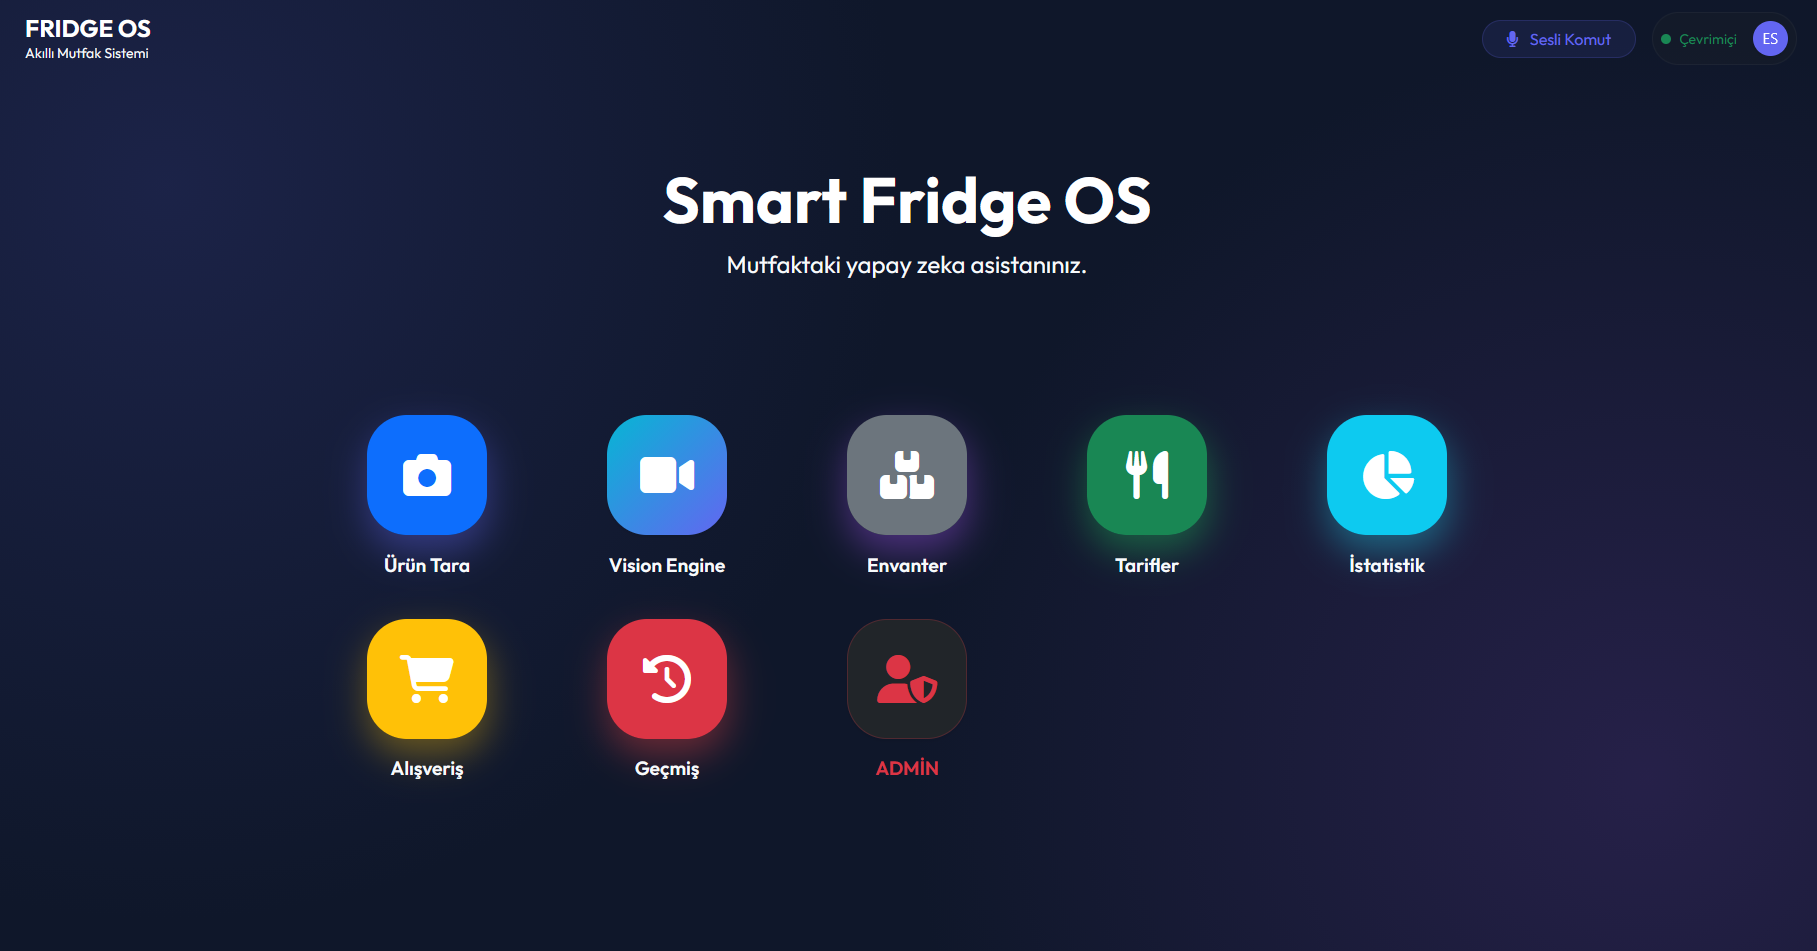 FRIDGE OS
Akıllı Mutfak Sistemi
Sesli Komut
Çevrimiçi
ES
Smart Fridge OS
Mutfaktaki yapay zeka asistanınız.
Ürün Tara
Vision Engine
Envanter
Tarifler
İstatistik
Alışveriş
Geçmiş
ADMİN